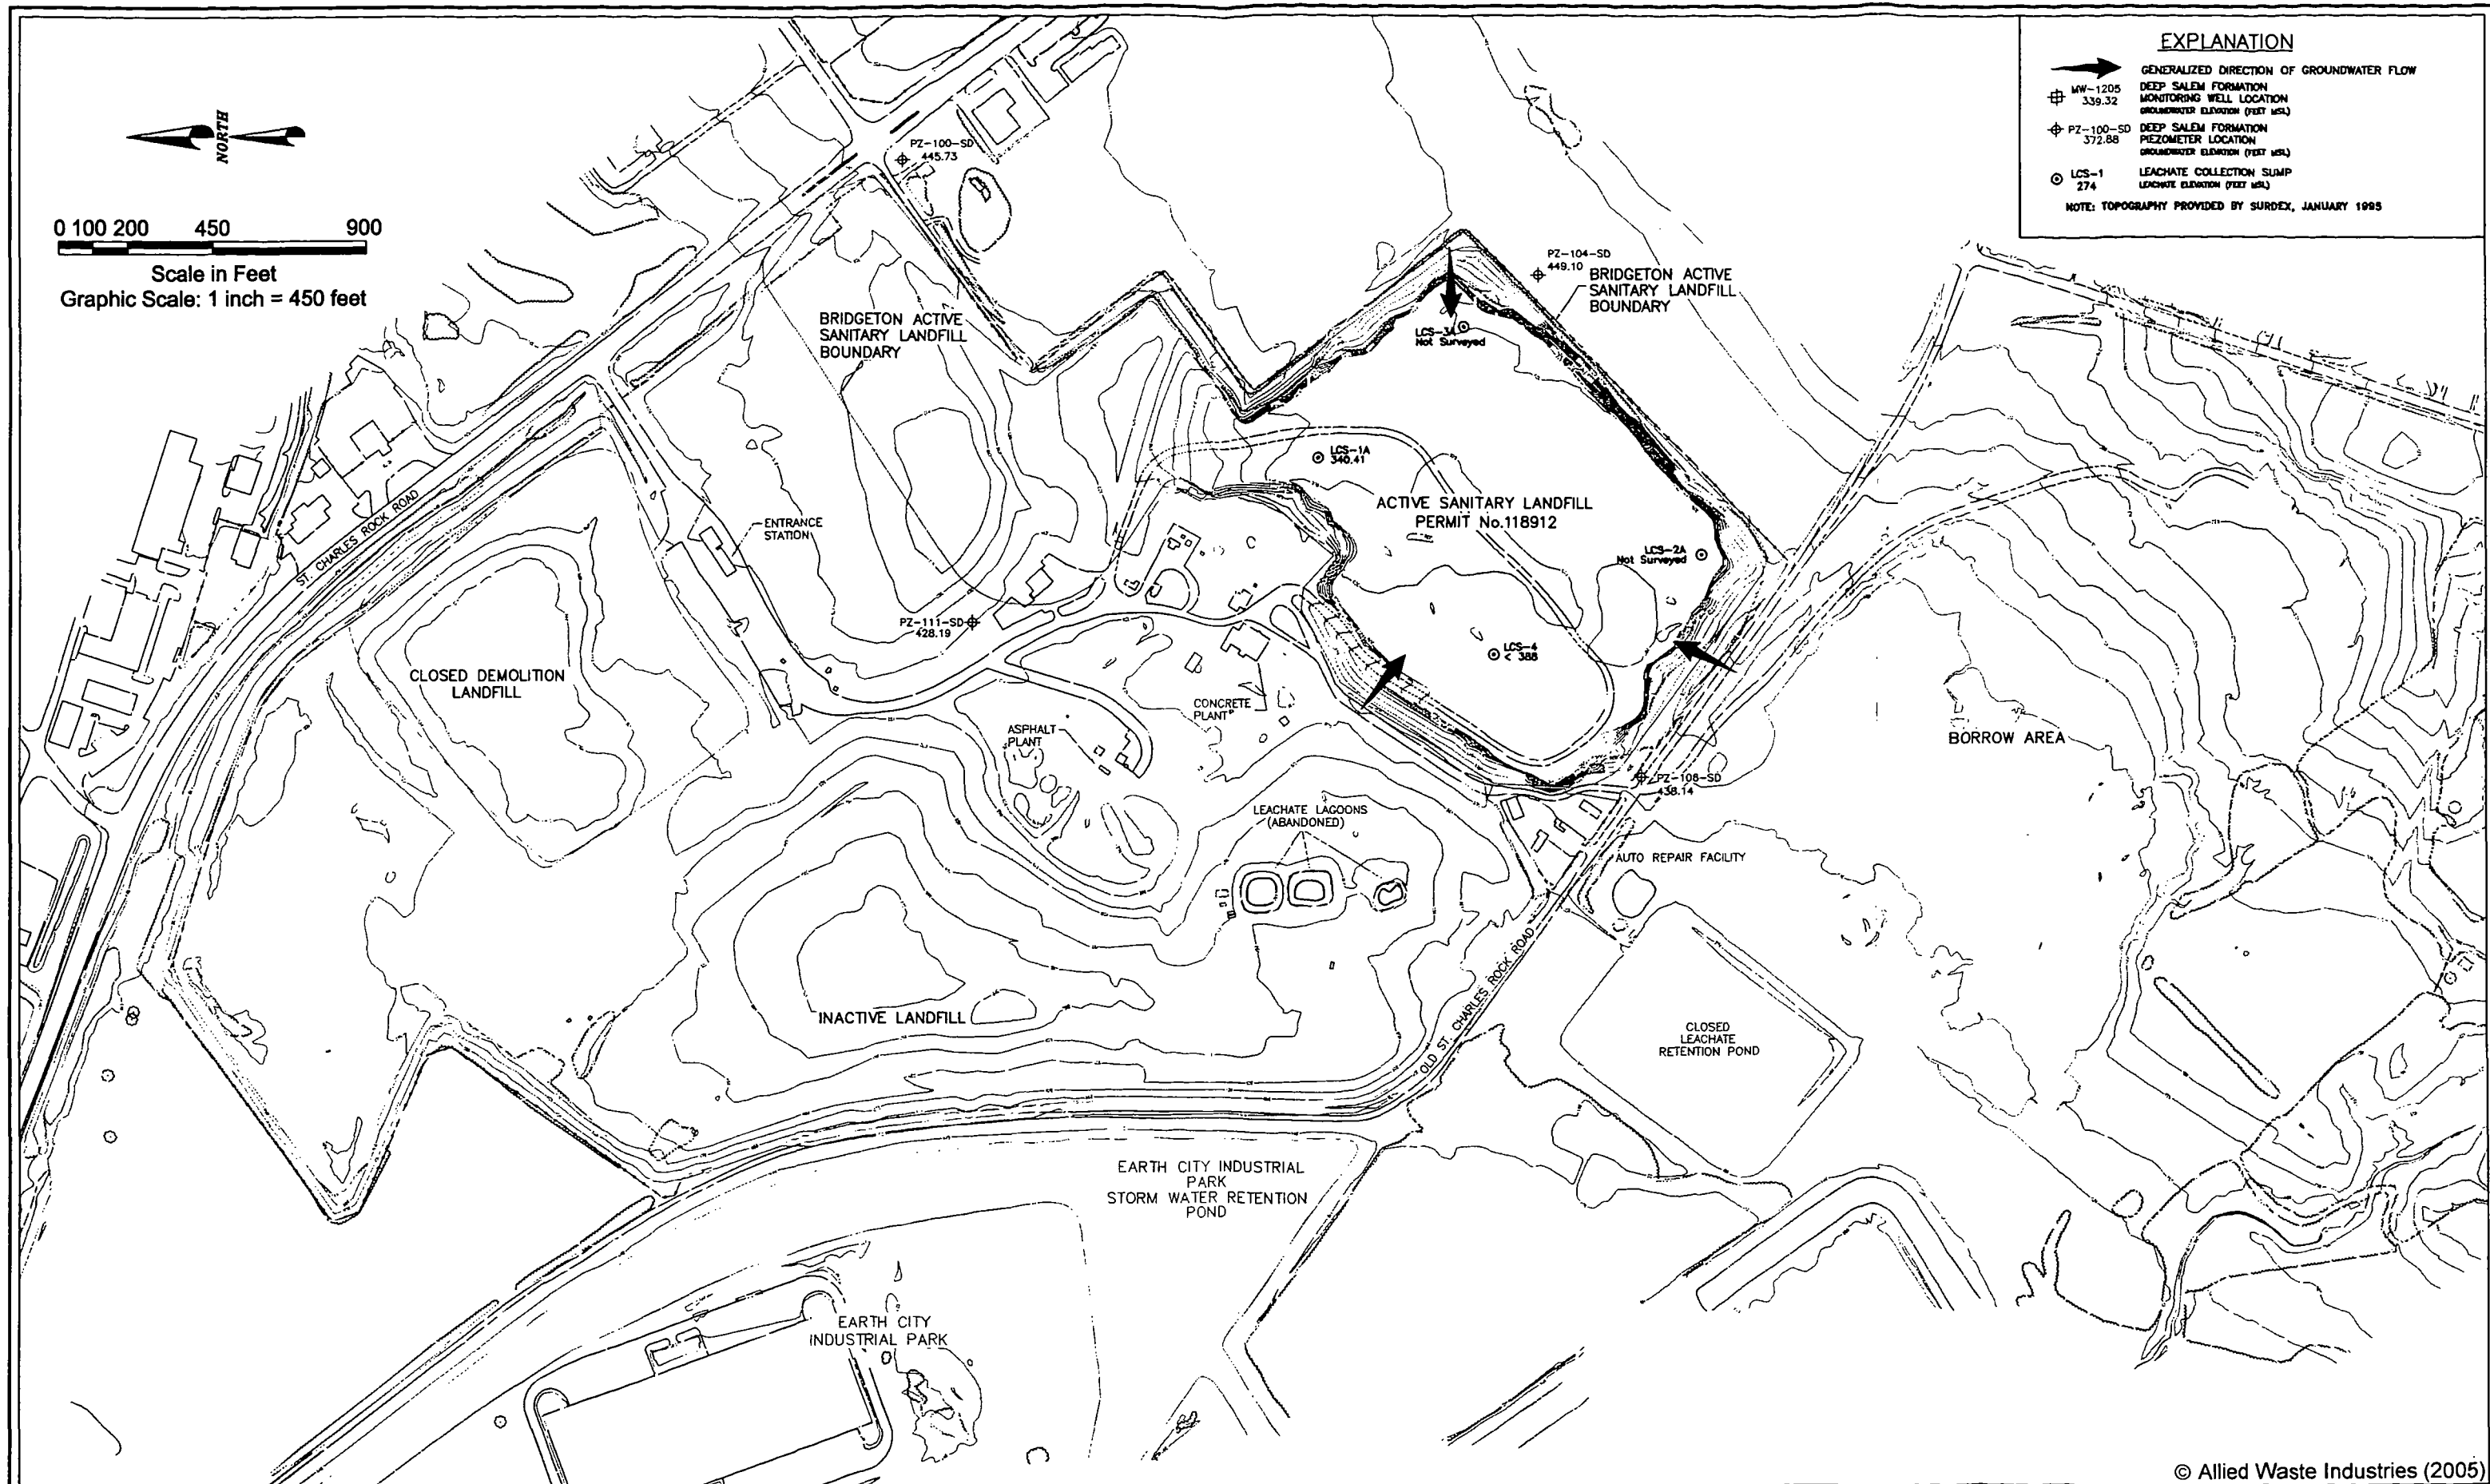 EXPLANATION
GENERALIZED DIRECTION OF GROUNDWATER FLOW
MW-1205
339.32
DEEP SALEM FORMATION
MONITORING WELL LOCATION
GROUNDWATER ELEVATION (FEET MSL)
PZ-100-SD
372.88
DEEP SALEM FORMATION
PIEZOMETER LOCATION
GROUNDWATER ELEVATION (FEET MSL)
LCS-1
274
LEACHATE COLLECTION SUMP
LEACHATE ELEVATION (FEET MSL)
NOTE: TOPOGRAPHY PROVIDED BY SURDEX, JANUARY 1995
NORTH
0 100 200 450 900
Scale in Feet
Graphic Scale: 1 inch = 450 feet
PZ-100-SD
445.73
PZ-104-SD
449.10
BRIDGETON ACTIVE
SANITARY LANDFILL
BOUNDARY
BRIDGETON ACTIVE
SANITARY LANDFILL
BOUNDARY
LCS-3A
Not Surveyed
LCS-1A
340.41
ACTIVE SANITARY LANDFILL
PERMIT No.118912
ST. CHARLES ROCK ROAD
ENTRANCE
STATION
LCS-2A
Not Surveyed
PZ-111-SD
428.19
LCS-4
< 388
CLOSED DEMOLITION
LANDFILL
CONCRETE
PLANT
ASPHALT
PLANT
BORROW AREA
PZ-106-SD
438.14
LEACHATE LAGOONS
(ABANDONED)
AUTO REPAIR FACILITY
INACTIVE LANDFILL
OLD ST. CHARLES ROCK ROAD
CLOSED
LEACHATE
RETENTION POND
EARTH CITY INDUSTRIAL
PARK
STORM WATER RETENTION
POND
EARTH CITY
INDUSTRIAL PARK
© Allied Waste Industries (2005)